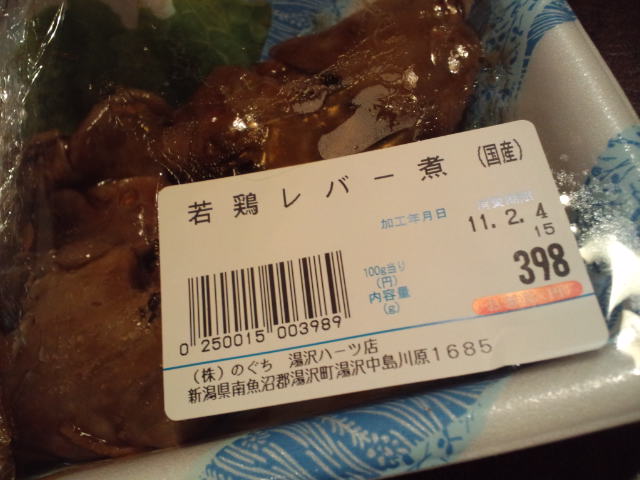 若鶏レバー煮 (国産)
加工年月日 11.2.4
15
100g当り
(円)
398
内容量
(g)
0 250015 003989
(株)のぐち 湯沢ハーツ店
新潟県南魚沼郡湯沢町湯沢中島川原1685